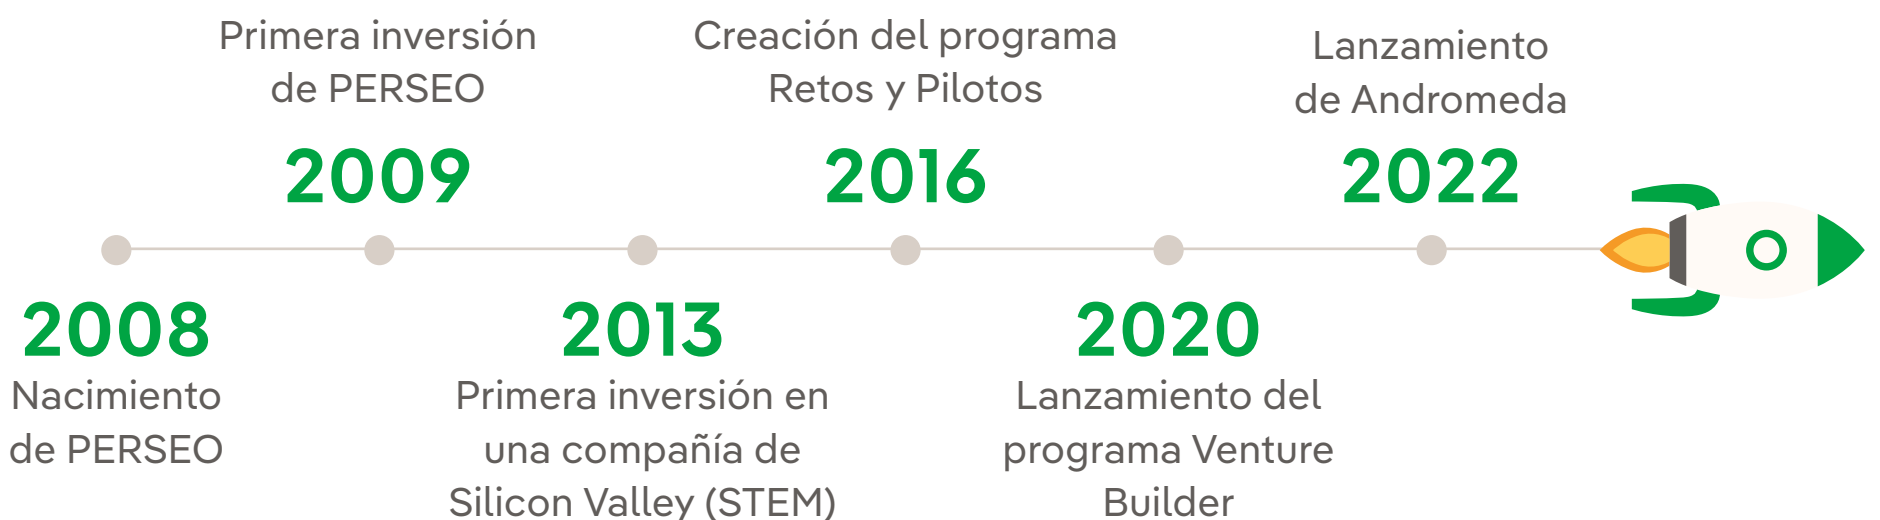 Primera inversión
de PERSEO
2009
Creación del programa
Retos y Pilotos
2016
Lanzamiento
de Andromeda
2022
2008
Nacimiento
de PERSEO
2013
Primera inversión en
una compañía de
Silicon Valley (STEM)
2020
Lanzamiento del
programa Venture
Builder